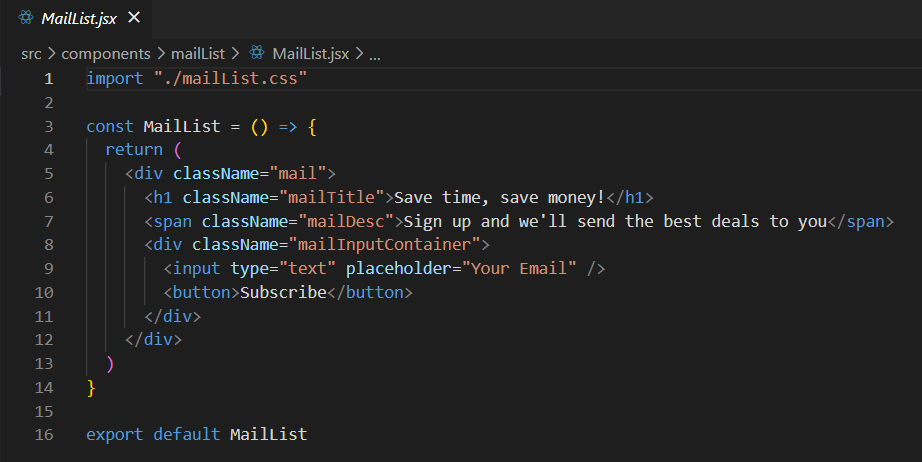 MailList.jsx ×
src > components > mailList > MailList.jsx > ...
1 import "./mailList.css"
2
3 const MailList = () => {
4   return (
5     <div className="mail">
6       <h1 className="mailTitle">Save time, save money!</h1>
7       <span className="mailDesc">Sign up and we'll send the best deals to you</span>
8       <div className="mailInputContainer">
9         <input type="text" placeholder="Your Email" />
10         <button>Subscribe</button>
11       </div>
12     </div>
13   )
14 }
15
16 export default MailList